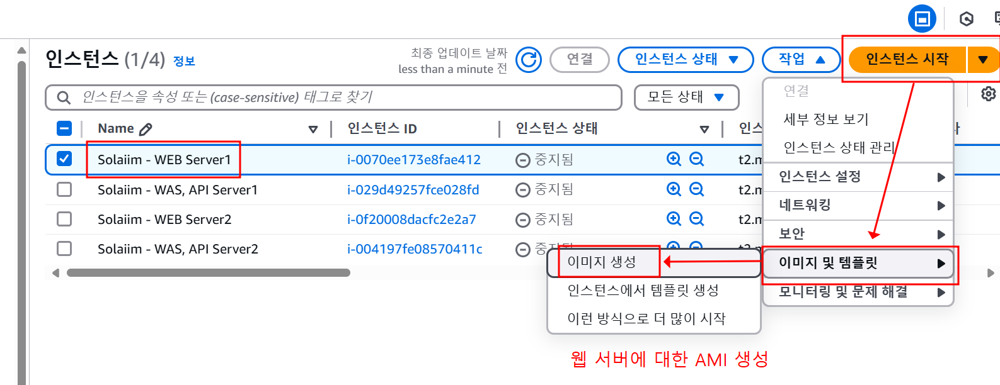 인스턴스 (1/4) 정보
최종 업데이트 날짜
less than a minute 전
연결
인스턴스 상태
작업
인스턴스 시작
인스턴스을 속성 또는 (case-sensitive) 태그로 찾기
모든 상태
Name 인스턴스 ID 인스턴스 상태 인스
Solaiim - WEB Server1 i-0070ee173e8fae412 중지됨 t2.m
Solaiim - WAS, API Server1 i-029d49257fce028fd 중지됨 t2.m
Solaiim - WEB Server2 i-0f20008dacfc2e2a7 중지됨 t2.m
Solaiim - WAS, API Server2 i-004197fe08570411c
연결
세부 정보 보기
인스턴스 상태 관리
인스턴스 설정
네트워킹
보안
이미지 및 템플릿
모니터링 및 문제 해결
이미지 생성
인스턴스에서 템플릿 생성
이런 방식으로 더 많이 시작
웹 서버에 대한 AMI 생성